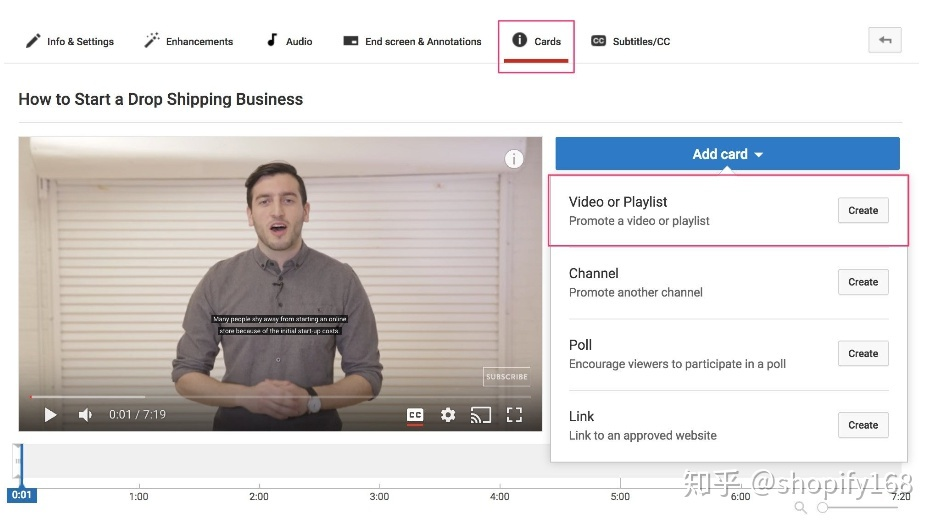 Info & Settings
Enhancements
Audio
End screen & Annotations
Cards
CC
Subtitles/CC
How to Start a Drop Shipping Business
Add card
Video or Playlist
Promote a video or playlist
Create
Channel
Promote another channel
Create
Poll
Encourage viewers to participate in a poll
Create
Link
Link to an approved website
Create
Many people shy away from starting an online
store because of the initial start-up costs.
SUBSCRIBE
0:01 / 7:19
CC
0:01
1:00
2:00
3:00
4:00
5:00
6:00
7:20
知乎 @shopify168